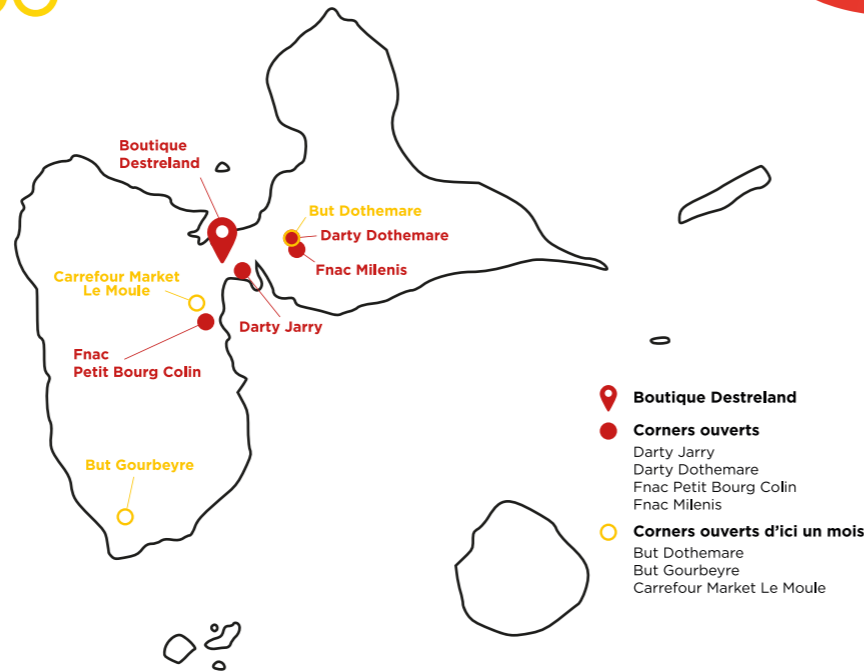 Boutique
Destreland
But Dothemare
Darty Dothemare
Fnac Milenis
Carrefour Market
Le Moule
Darty Jarry
Fnac
Petit Bourg Colin
But Gourbeyre
Boutique Destreland
Corners ouverts
Darty Jarry
Darty Dothemare
Fnac Petit Bourg Colin
Fnac Milenis
Corners ouverts d'ici un mois
But Dothemare
But Gourbeyre
Carrefour Market Le Moule